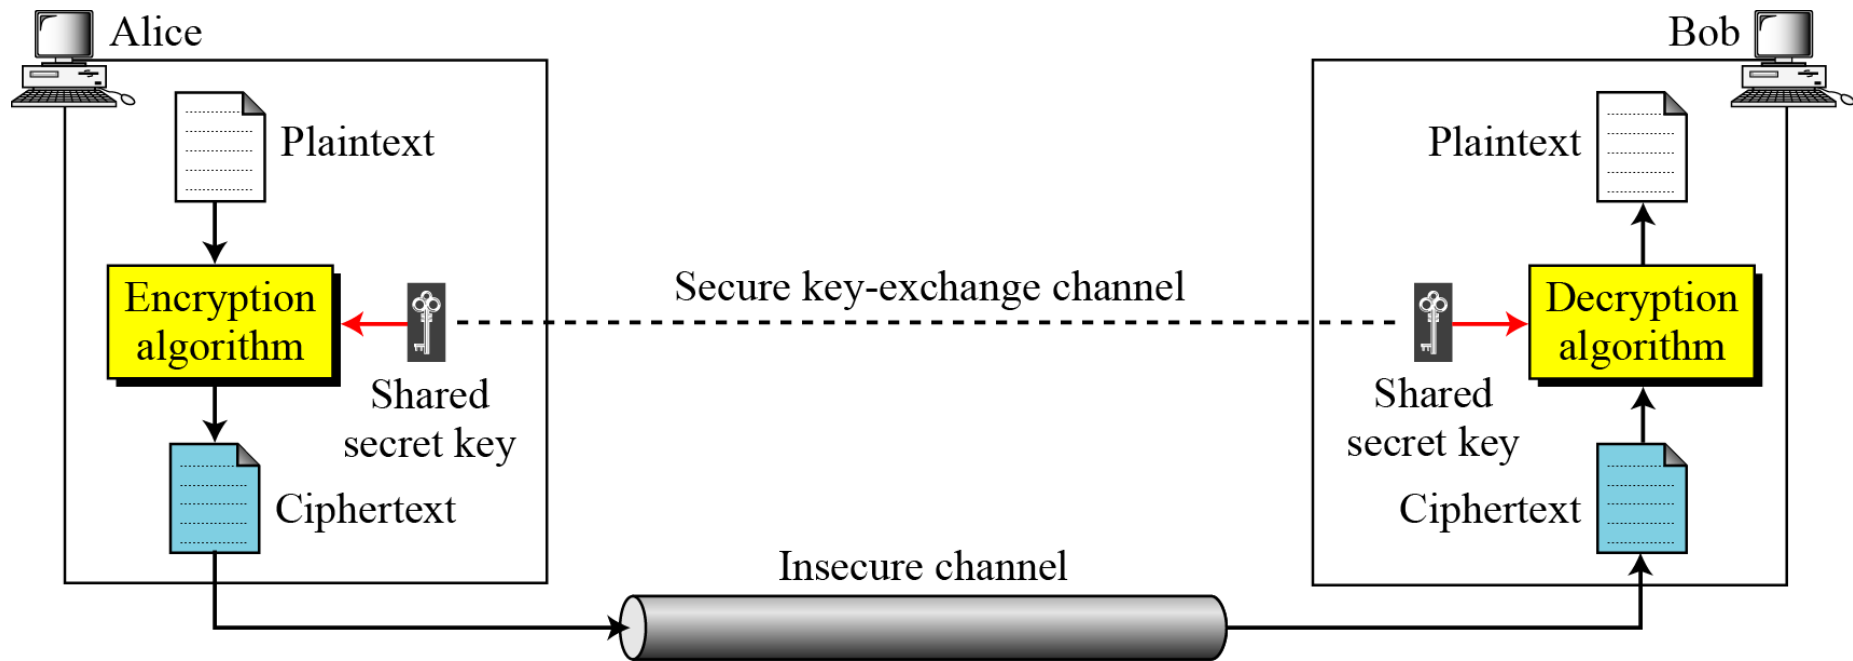 Alice
Bob
Plaintext
Plaintext
Encryption
algorithm
Secure key-exchange channel
Decryption
algorithm
Shared
secret key
Shared
secret key
Ciphertext
Ciphertext
Insecure channel